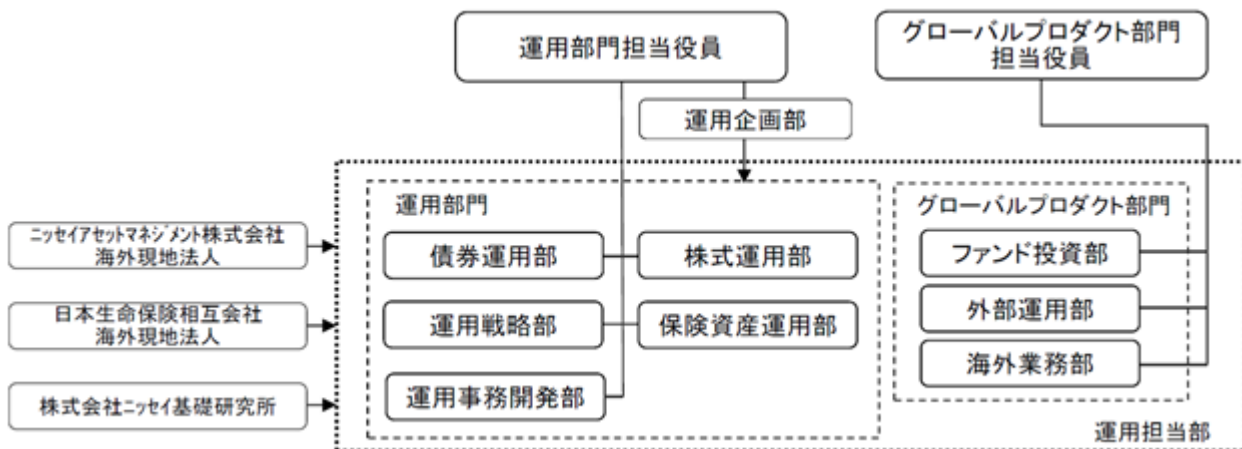 運用部門担当役員
グローバルプロダクト部門
担当役員
運用企画部
運用部門
グローバルプロダクト部門
ニッセイアセットマネジメント株式会社
海外現地法人
債券運用部
株式運用部
ファンド投資部
日本生命保険相互会社
海外現地法人
運用戦略部
保険資産運用部
外部運用部
海外業務部
株式会社ニッセイ基礎研究所
運用事務開発部
運用担当部